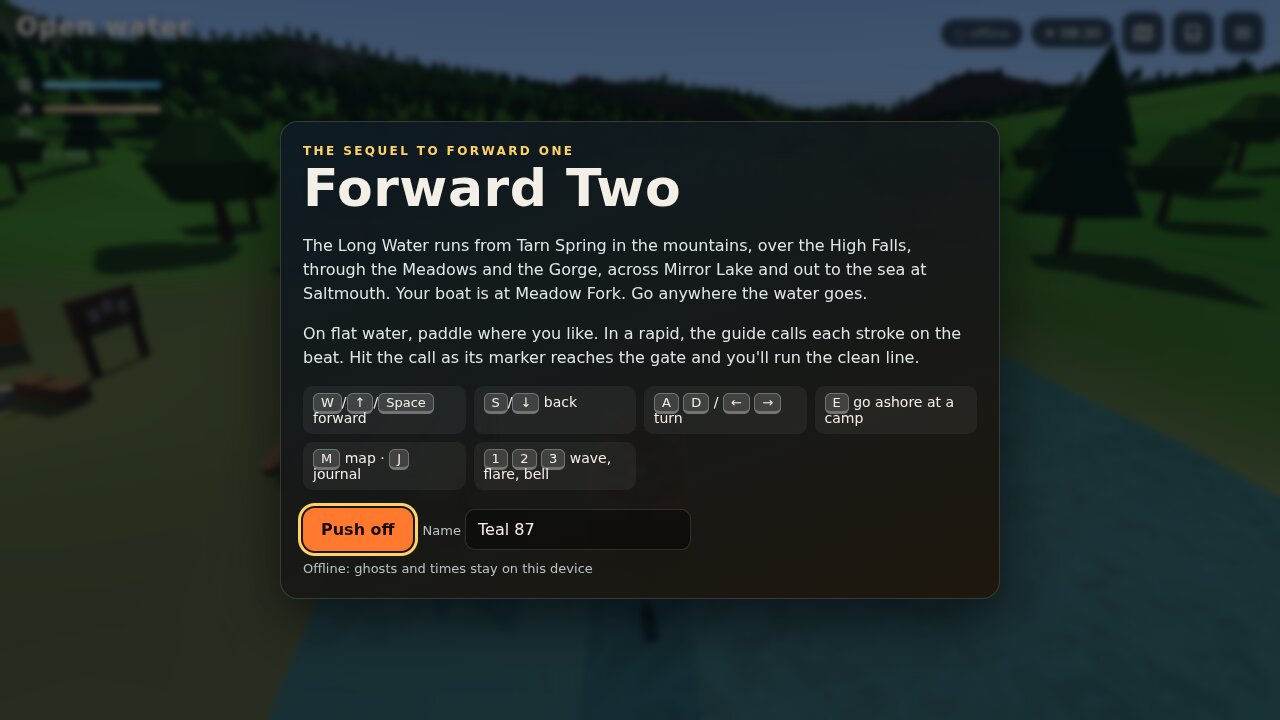 Open water
offline
THE SEQUEL TO FORWARD ONE
Forward Two
The Long Water runs from Tarn Spring in the mountains, over the High Falls,
through the Meadows and the Gorge, across Mirror Lake and out to the sea at
Saltmouth. Your boat is at Meadow Fork. Go anywhere the water goes.
On flat water, paddle where you like. In a rapid, the guide calls each stroke on the
beat. Hit the call as its marker reaches the gate and you'll run the clean line.
W/↑/Space
forward
S/↓ back
A D / ← →
turn
E go ashore at a
camp
M map · J
journal
1 2 3 wave,
flare, bell
Push off Name Teal 87
Offline: ghosts and times stay on this device